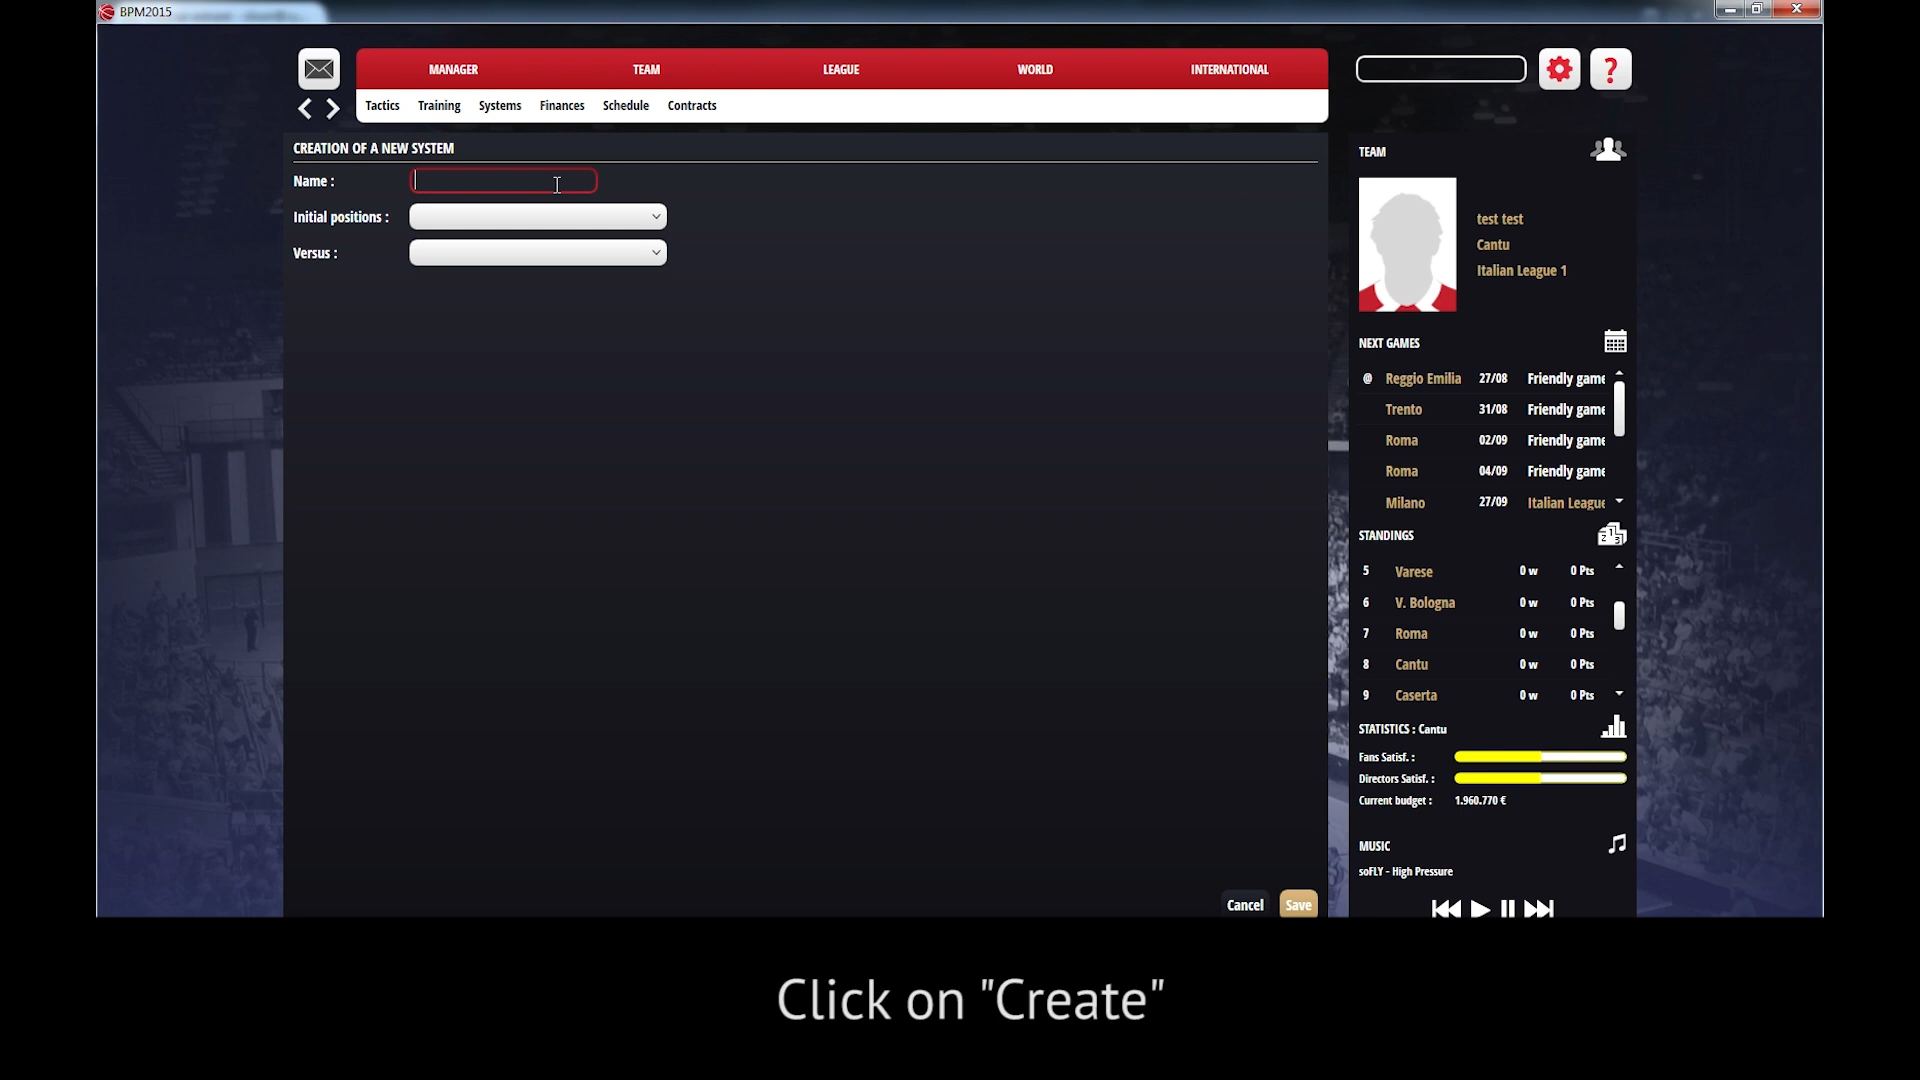 BPM2015
MANAGER TEAM LEAGUE WORLD INTERNATIONAL
Tactics Training Systems Finances Schedule Contracts
?
CREATION OF A NEW SYSTEM
Name :
Initial positions :
Versus :
Cancel Save
TEAM
test test
Cantu
Italian League 1
NEXT GAMES
@ Reggio Emilia 27/08 Friendly game
Trento 31/08 Friendly game
Roma 02/09 Friendly game
Roma 04/09 Friendly game
Milano 27/09 Italian League
STANDINGS
5 Varese 0 w 0 Pts
6 V. Bologna 0 w 0 Pts
7 Roma 0 w 0 Pts
8 Cantu 0 w 0 Pts
9 Caserta 0 w 0 Pts
STATISTICS : Cantu
Fans Satisf. :
Directors Satisf. :
Current budget : 1.960.770 €
MUSIC
soFLY - High Pressure
Click on "Create"